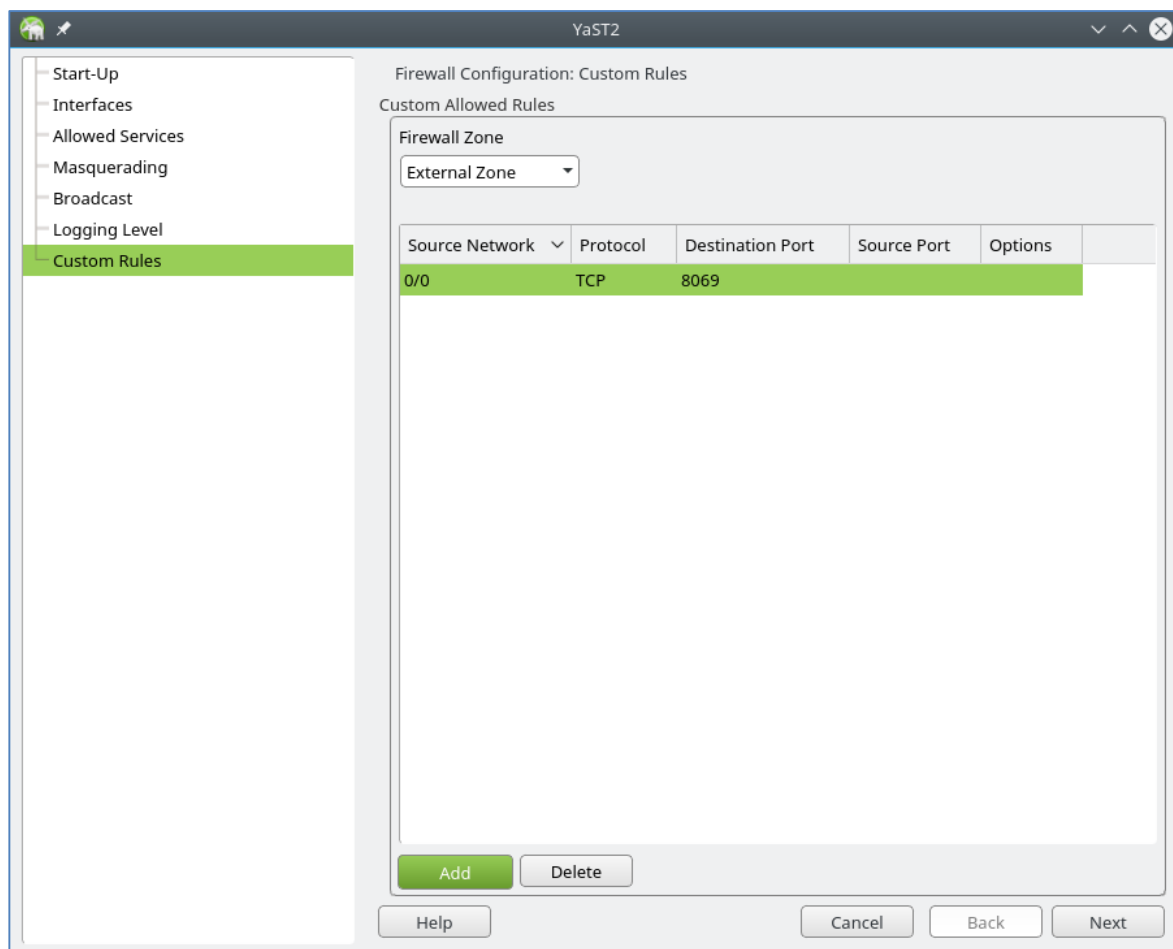 YaST2
Start-Up
Interfaces
Allowed Services
Masquerading
Broadcast
Logging Level
Custom Rules
Firewall Configuration: Custom Rules
Custom Allowed Rules
Firewall Zone
External Zone
Source Network Protocol Destination Port Source Port Options
0/0 TCP 8069
Add Delete
Help Cancel Back Next